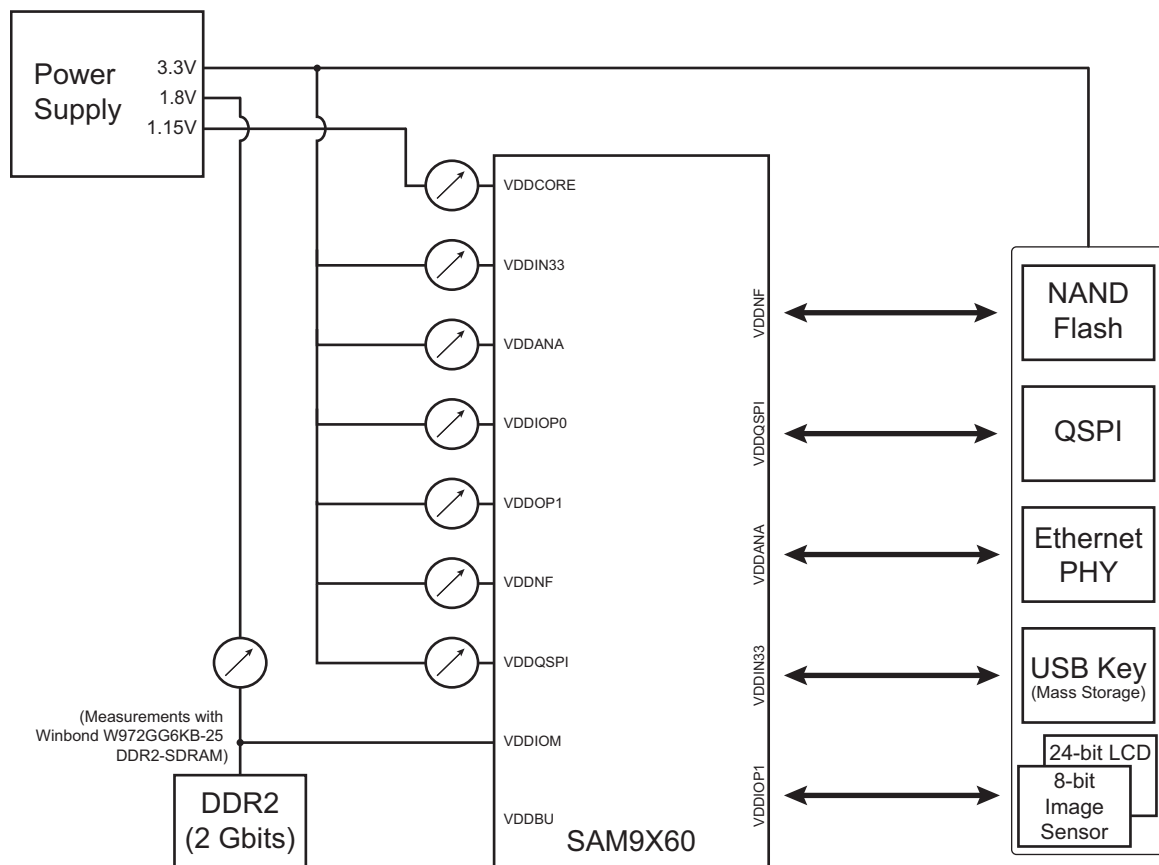 Power
Supply
3.3V
1.8V
1.15V
VDDCORE
VDDIN33
VDDANA
VDDIOP0
VDDOP1
VDDNF
VDDQSPI
VDDIOM
VDDBU
SAM9X60
VDDNF
VDDQSPI
VDDANA
VDDIN33
VDDIOP1
NAND
Flash
QSPI
Ethernet
PHY
USB Key
(Mass Storage)
24-bit LCD
8-bit
Image
Sensor
(Measurements with
Winbond W972GG6KB-25
DDR2-SDRAM)
DDR2
(2 Gbits)